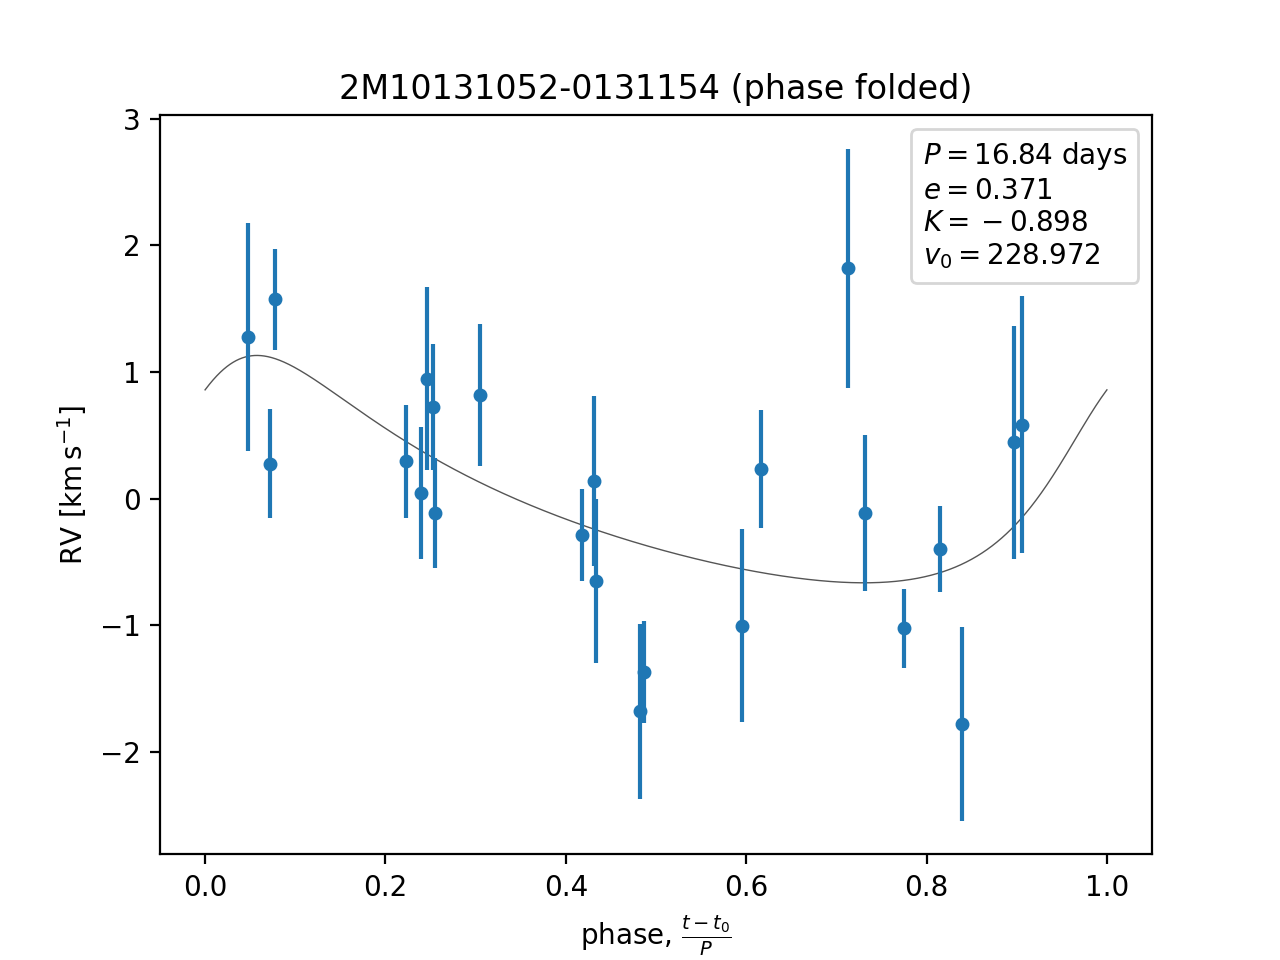 2M10131052-0131154 (phase folded)
P = 16.84 days
e = 0.371
K = −0.898
v₀ = 228.972
3
2
1
0
−1
−2
RV [km s⁻¹]
0.0 0.2 0.4 0.6 0.8 1.0
phase, (t − t₀)/P